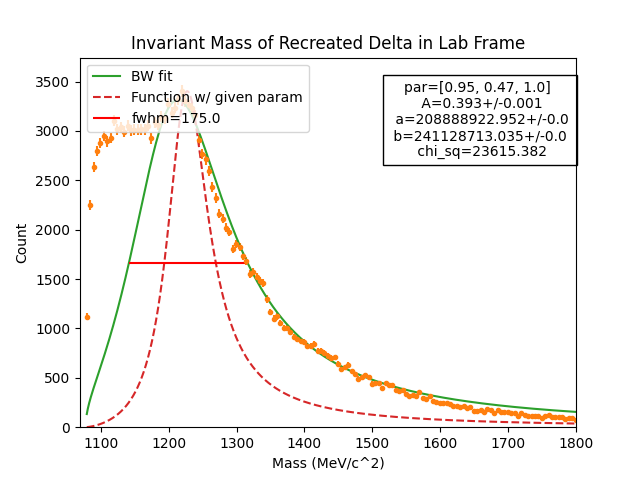 Invariant Mass of Recreated Delta in Lab Frame
BW fit
Function w/ given param
fwhm=175.0
par=[0.95, 0.47, 1.0]
A=0.393+/-0.001
a=208888922.952+/-0.0
b=241128713.035+/-0.0
chi_sq=23615.382
Count
3500
3000
2500
2000
1500
1000
500
0
1100 1200 1300 1400 1500 1600 1700 1800
Mass (MeV/c^2)